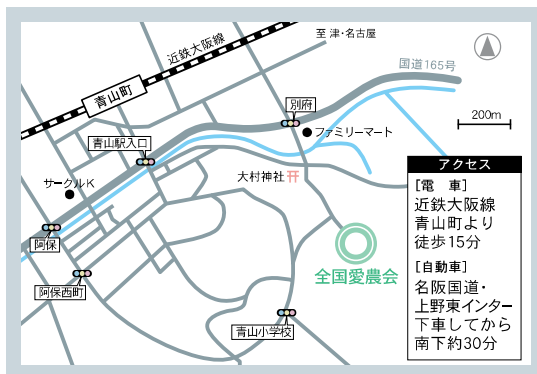 至 津・名古屋
近鉄大阪線
青山町
国道165号
別府
200m
ファミリーマート
青山駅入口
大村神社
サークルK
阿保
全国愛農会
阿保西町
青山小学校
アクセス
[電　車]
近鉄大阪線
青山町より
徒歩15分
[自動車]
名阪国道・
上野東インター
下車してから
南下約30分